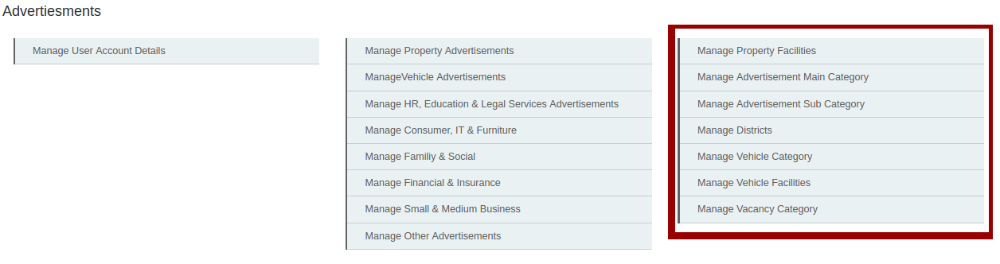 Advertiesments
Manage User Account Details
Manage Property Advertisements
ManageVehicle Advertisements
Manage HR, Education & Legal Services Advertisements
Manage Consumer, IT & Furniture
Manage Familiy & Social
Manage Financial & Insurance
Manage Small & Medium Business
Manage Other Advertisements
Manage Property Facilities
Manage Advertisement Main Category
Manage Advertisement Sub Category
Manage Districts
Manage Vehicle Category
Manage Vehicle Facilities
Manage Vacancy Category